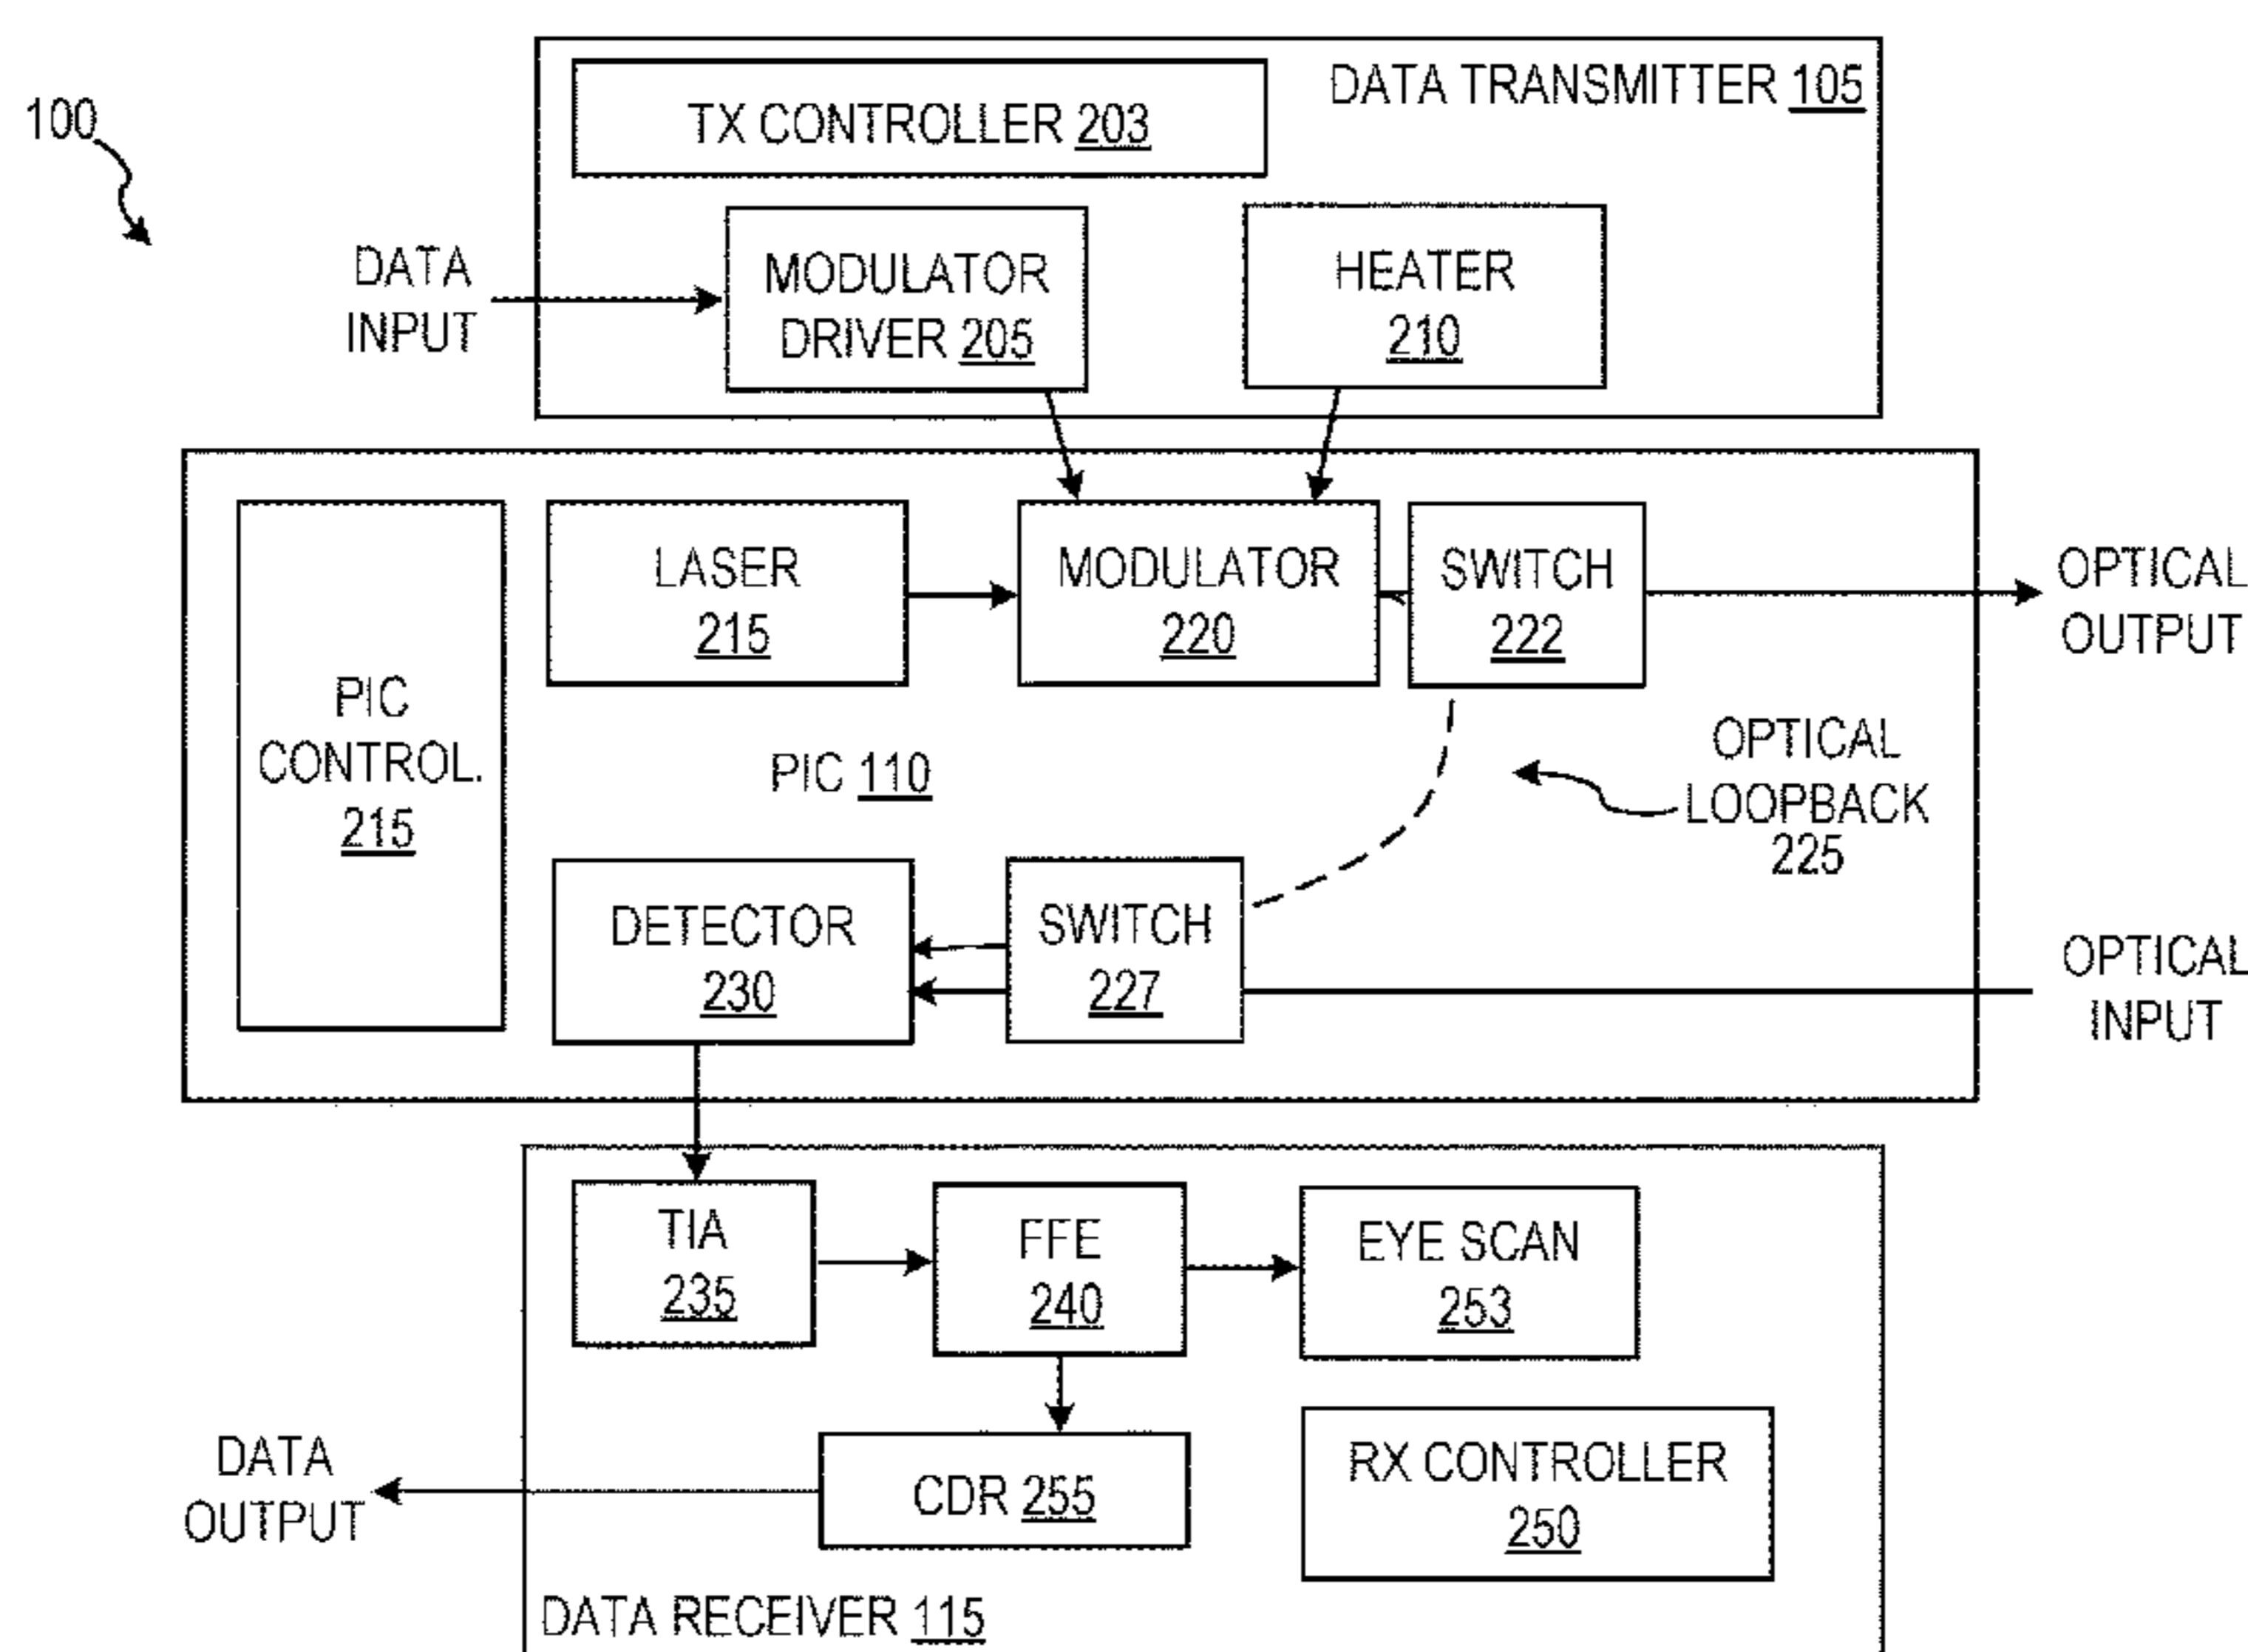 100
DATA TRANSMITTER 105
TX CONTROLLER 203
DATA
INPUT
MODULATOR
DRIVER 205
HEATER
210
PIC
CONTROL.
215
LASER
215
MODULATOR
220
SWITCH
222
OPTICAL
OUTPUT
PIC 110
OPTICAL
LOOPBACK
225
DETECTOR
230
SWITCH
227
OPTICAL
INPUT
TIA
235
FFE
240
EYE SCAN
253
DATA
OUTPUT
CDR 255
RX CONTROLLER
250
DATA RECEIVER 115